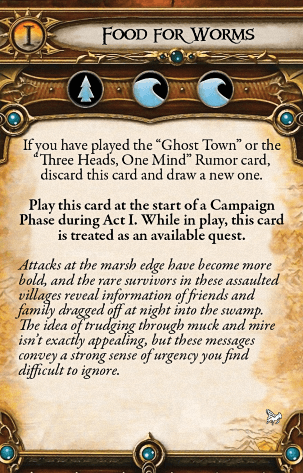 I
Food for Worms
If you have played the “Ghost Town” or the
“Three Heads, One Mind” Rumor card,
discard this card and draw a new one.
Play this card at the start of a Campaign
Phase during Act I. While in play, this card
is treated as an available quest.
Attacks at the marsh edge have become more
bold, and the rare survivors in these assaulted
villages reveal information of friends and
family dragged off at night into the swamp.
The idea of trudging through muck and mire
isn’t exactly appealing, but these messages
convey a strong sense of urgency you find
difficult to ignore.